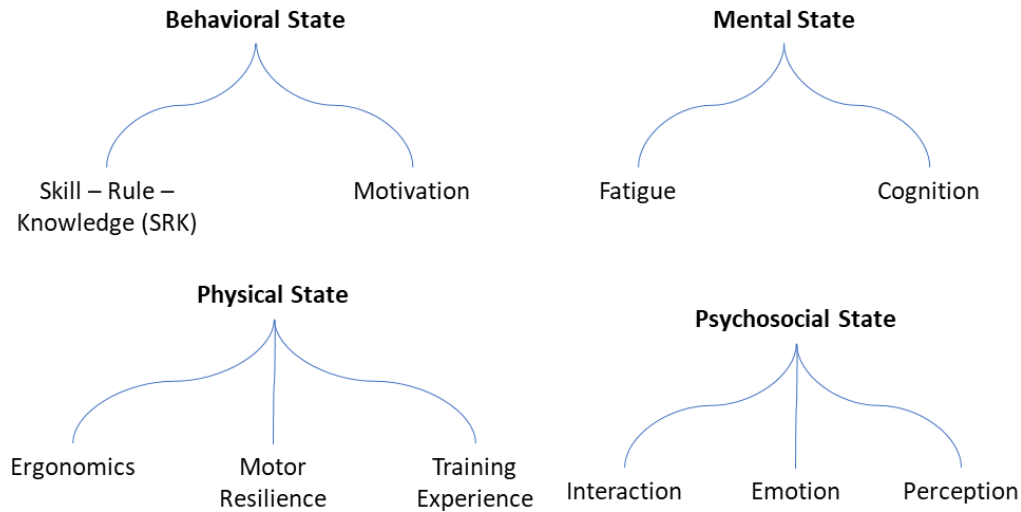 Behavioral State
Mental State
Skill – Rule –
Knowledge (SRK)
Motivation
Fatigue
Cognition
Physical State
Psychosocial State
Ergonomics
Motor
Resilience
Training
Experience
Interaction
Emotion
Perception